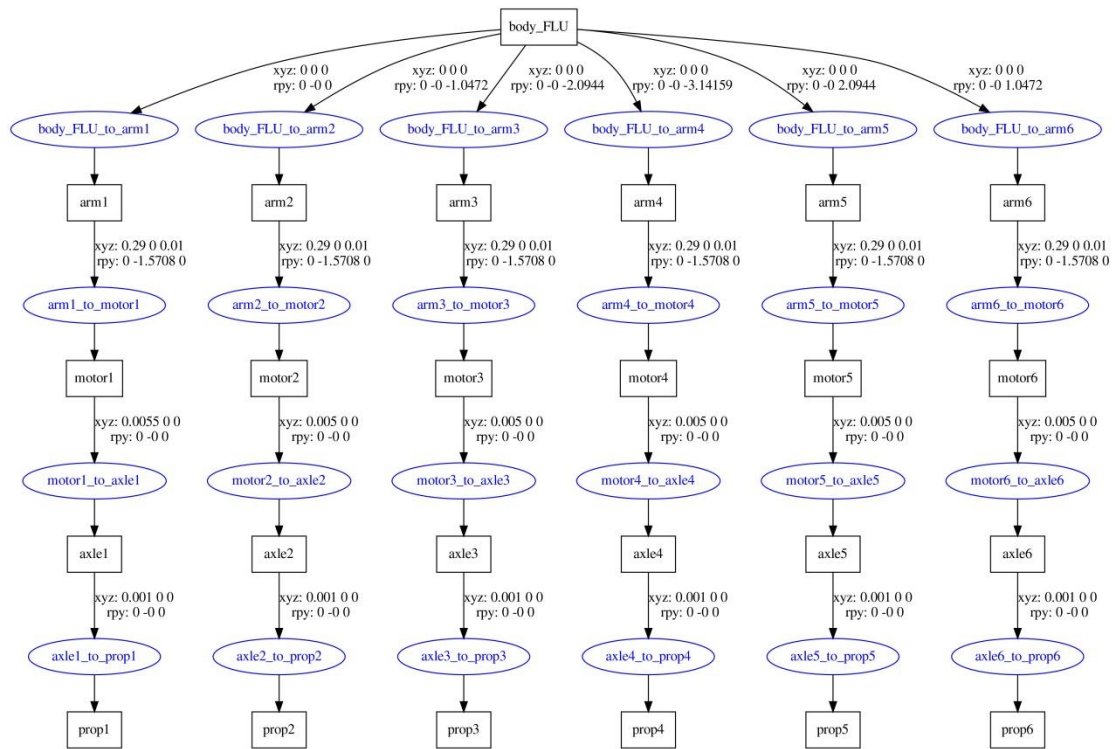 body_FLU
xyz: 0 0 0
rpy: 0 -0 0
xyz: 0 0 0
rpy: 0 -0 -1.0472
xyz: 0 0 0
rpy: 0 -0 -2.0944
xyz: 0 0 0
rpy: 0 -0 -3.14159
xyz: 0 0 0
rpy: 0 -0 2.0944
xyz: 0 0 0
rpy: 0 -0 1.0472
body_FLU_to_arm1
body_FLU_to_arm2
body_FLU_to_arm3
body_FLU_to_arm4
body_FLU_to_arm5
body_FLU_to_arm6
arm1
arm2
arm3
arm4
arm5
arm6
xyz: 0.29 0 0.01
rpy: 0 -1.5708 0
xyz: 0.29 0 0.01
rpy: 0 -1.5708 0
xyz: 0.29 0 0.01
rpy: 0 -1.5708 0
xyz: 0.29 0 0.01
rpy: 0 -1.5708 0
xyz: 0.29 0 0.01
rpy: 0 -1.5708 0
xyz: 0.29 0 0.01
rpy: 0 -1.5708 0
arm1_to_motor1
arm2_to_motor2
arm3_to_motor3
arm4_to_motor4
arm5_to_motor5
arm6_to_motor6
motor1
motor2
motor3
motor4
motor5
motor6
xyz: 0.0055 0 0
rpy: 0 -0 0
xyz: 0.005 0 0
rpy: 0 -0 0
xyz: 0.005 0 0
rpy: 0 -0 0
xyz: 0.005 0 0
rpy: 0 -0 0
xyz: 0.005 0 0
rpy: 0 -0 0
xyz: 0.005 0 0
rpy: 0 -0 0
motor1_to_axle1
motor2_to_axle2
motor3_to_axle3
motor4_to_axle4
motor5_to_axle5
motor6_to_axle6
axle1
axle2
axle3
axle4
axle5
axle6
xyz: 0.001 0 0
rpy: 0 -0 0
xyz: 0.001 0 0
rpy: 0 -0 0
xyz: 0.001 0 0
rpy: 0 -0 0
xyz: 0.001 0 0
rpy: 0 -0 0
xyz: 0.001 0 0
rpy: 0 -0 0
xyz: 0.001 0 0
rpy: 0 -0 0
axle1_to_prop1
axle2_to_prop2
axle3_to_prop3
axle4_to_prop4
axle5_to_prop5
axle6_to_prop6
prop1
prop2
prop3
prop4
prop5
prop6